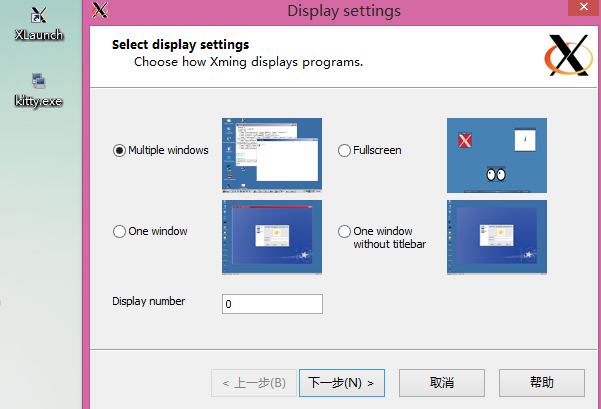 XLaunch
kitty.exe
Display settings
Select display settings
Choose how Xming displays programs.
Multiple windows
Fullscreen
One window
One window
without titlebar
Display number
0
< 上一步(B)
下一步(N) >
取消
帮助